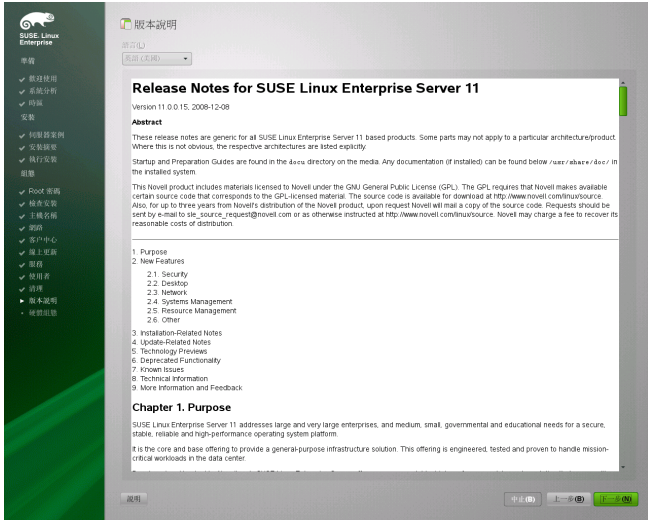 SUSE. Linux
Enterprise
準備
歡迎使用
系統分析
時區
安裝
伺服器案例
安裝摘要
執行安裝
組態
Root 密碼
檢查安裝
主機名稱
網路
客戶中心
線上更新
服務
使用者
清理
版本說明
硬體組態
版本說明
語言(L)
英語 (美國)
Release Notes for SUSE Linux Enterprise Server 11
Version 11.0.0.15, 2008-12-08
Abstract
These release notes are generic for all SUSE Linux Enterprise Server 11 based products. Some parts may not apply to a particular architecture/product.
Where this is not obvious, the respective architectures are listed explicitly.
Startup and Preparation Guides are found in the docu directory on the media. Any documentation (if installed) can be found below /usr/share/doc/ in
the installed system.
This Novell product includes materials licensed to Novell under the GNU General Public License (GPL). The GPL requires that Novell makes available
certain source code that corresponds to the GPL-licensed material. The source code is available for download at http://www.novell.com/linux/source.
Also, for up to three years from Novell's distribution of the Novell product, upon request Novell will mail a copy of the source code. Requests should be
sent by e-mail to sle_source_request@novell.com or as otherwise instructed at http://www.novell.com/linux/source. Novell may charge a fee to recover its
reasonable costs of distribution.
1. Purpose
2. New Features
2.1. Security
2.2. Desktop
2.3. Network
2.4. Systems Management
2.5. Resource Management
2.6. Other
3. Installation-Related Notes
4. Update-Related Notes
5. Technology Previews
6. Deprecated Functionality
7. Known Issues
8. Technical Information
9. More Information and Feedback
Chapter 1. Purpose
SUSE Linux Enterprise Server 11 addresses large and very large enterprises, and medium, small, governmental and educational needs for a secure,
stable, reliable and high-performance operating system platform.
It is the core and base offering to provide a general-purpose infrastructure solution. This offering is engineered, tested and proven to handle mission-
critical workloads in the data center.
說明
中止(R)
上一步(B)
下一步(N)